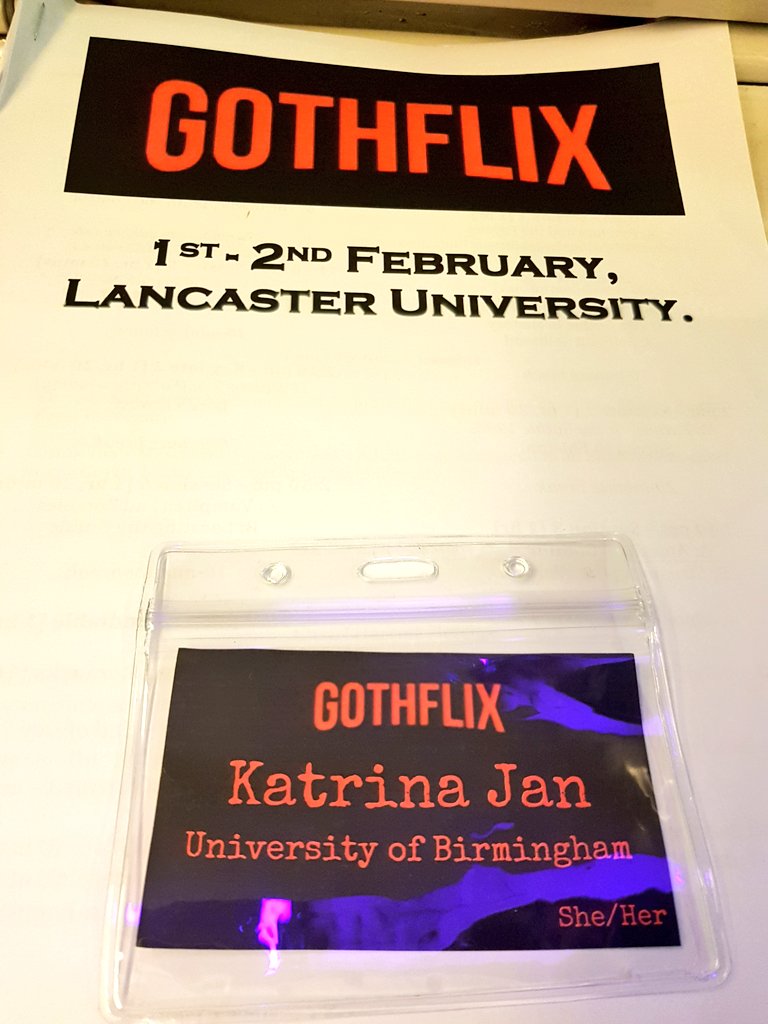 GOTHFLIX
1ST - 2ND FEBRUARY,
LANCASTER UNIVERSITY.
GOTHFLIX
Katrina Jan
University of Birmingham
She/Her